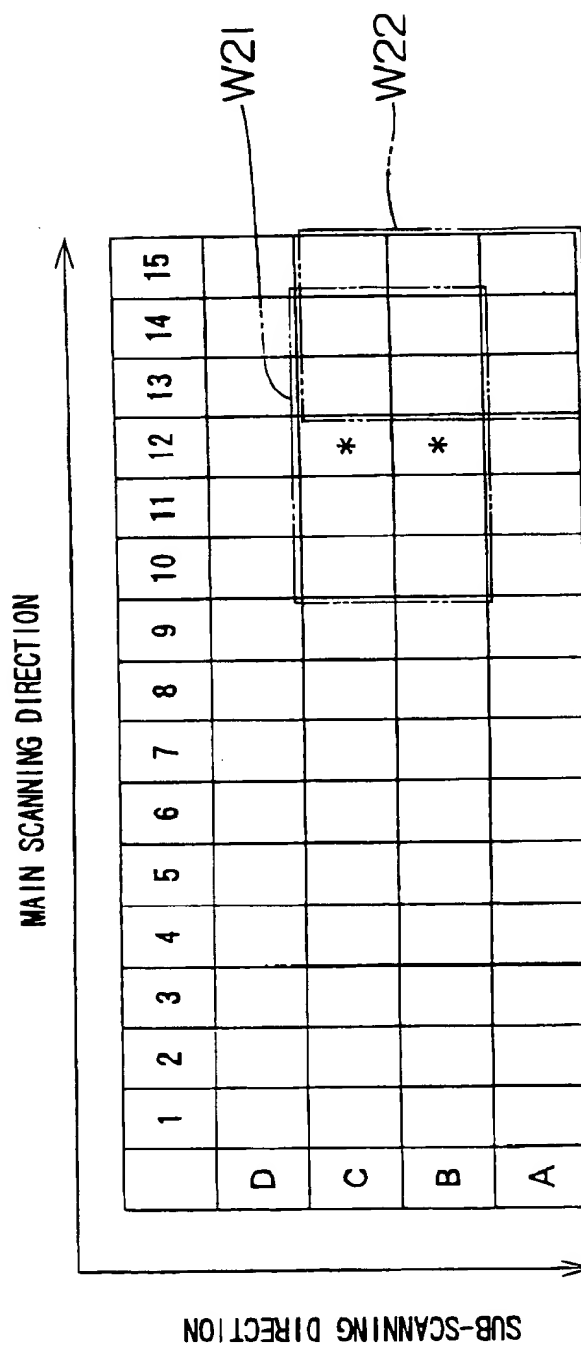 MAIN SCANNING DIRECTION
SUB-SCANNING DIRECTION
1 2 3 4 5 6 7 8 9 10 11 12 13 14 15
D
C *
B *
A
W21
W22